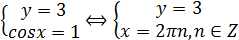 {y = 3 ⇔ {y = 3
cosx = 1 x = 2πn, n ∈ Z